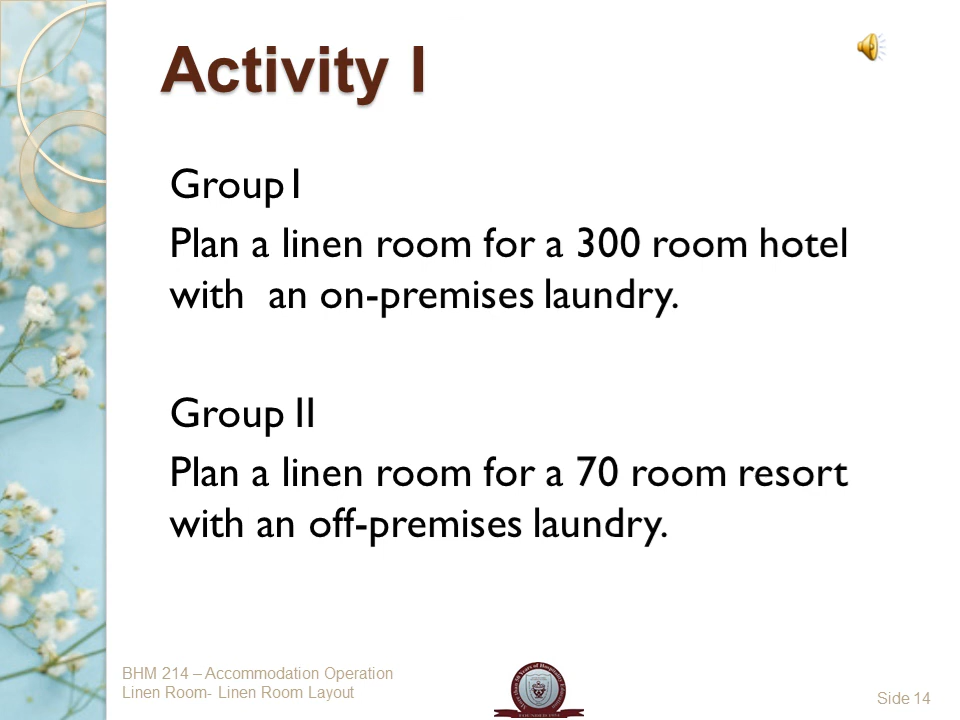 Activity I
Group I
Plan a linen room for a 300 room hotel
with an on-premises laundry.
Group II
Plan a linen room for a 70 room resort
with an off-premises laundry.
BHM 214 – Accommodation Operation
Linen Room- Linen Room Layout
Side 14